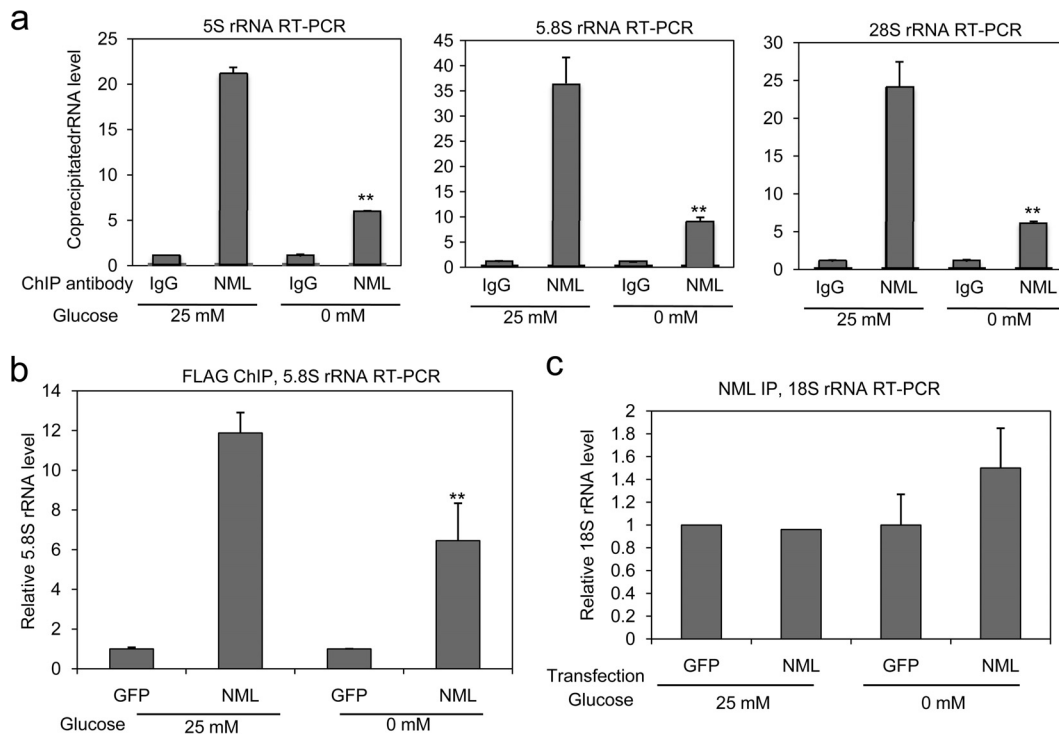 a
5S rRNA RT-PCR
CoprecipitatedrRNA level
25
20
15
10
5
0
ChIP antibody IgG NML IgG NML
Glucose 25 mM 0 mM
**
5.8S rRNA RT-PCR
45
40
35
30
25
20
15
10
5
0
**
IgG NML IgG NML
25 mM 0 mM
28S rRNA RT-PCR
30
25
20
15
10
5
0
**
IgG NML IgG NML
25 mM 0 mM
b
FLAG ChIP, 5.8S rRNA RT-PCR
Relative 5.8S rRNA level
14
12
10
8
6
4
2
0
**
GFP NML GFP NML
Glucose 25 mM 0 mM
c
NML IP, 18S rRNA RT-PCR
Relative 18S rRNA level
2
1.8
1.6
1.4
1.2
1
0.8
0.6
0.4
0.2
0
Transfection GFP NML GFP NML
Glucose 25 mM 0 mM